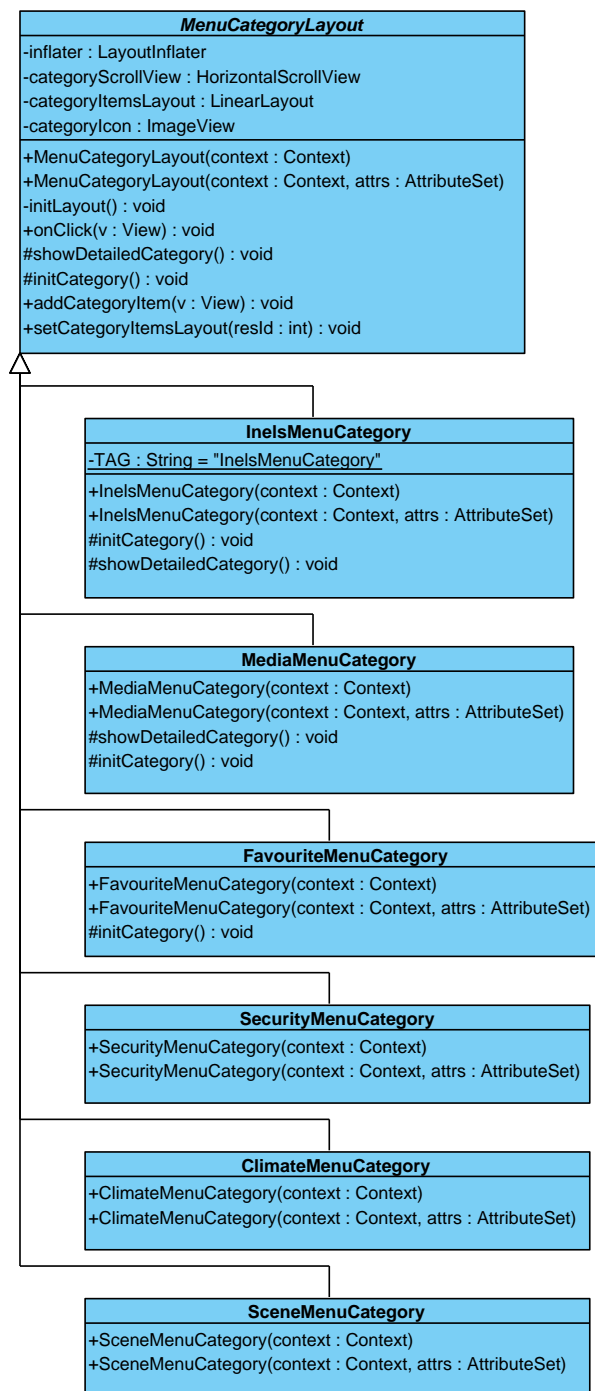 MenuCategoryLayout
-inflater : LayoutInflater
-categoryScrollView : HorizontalScrollView
-categoryItemsLayout : LinearLayout
-categoryIcon : ImageView
+MenuCategoryLayout(context : Context)
+MenuCategoryLayout(context : Context, attrs : AttributeSet)
-initLayout() : void
+onClick(v : View) : void
#showDetailedCategory() : void
#initCategory() : void
+addCategoryItem(v : View) : void
+setCategoryItemsLayout(resId : int) : void
InelsMenuCategory
-TAG : String = "InelsMenuCategory"
+InelsMenuCategory(context : Context)
+InelsMenuCategory(context : Context, attrs : AttributeSet)
#initCategory() : void
#showDetailedCategory() : void
MediaMenuCategory
+MediaMenuCategory(context : Context)
+MediaMenuCategory(context : Context, attrs : AttributeSet)
#showDetailedCategory() : void
#initCategory() : void
FavouriteMenuCategory
+FavouriteMenuCategory(context : Context)
+FavouriteMenuCategory(context : Context, attrs : AttributeSet)
#initCategory() : void
SecurityMenuCategory
+SecurityMenuCategory(context : Context)
+SecurityMenuCategory(context : Context, attrs : AttributeSet)
ClimateMenuCategory
+ClimateMenuCategory(context : Context)
+ClimateMenuCategory(context : Context, attrs : AttributeSet)
SceneMenuCategory
+SceneMenuCategory(context : Context)
+SceneMenuCategory(context : Context, attrs : AttributeSet)